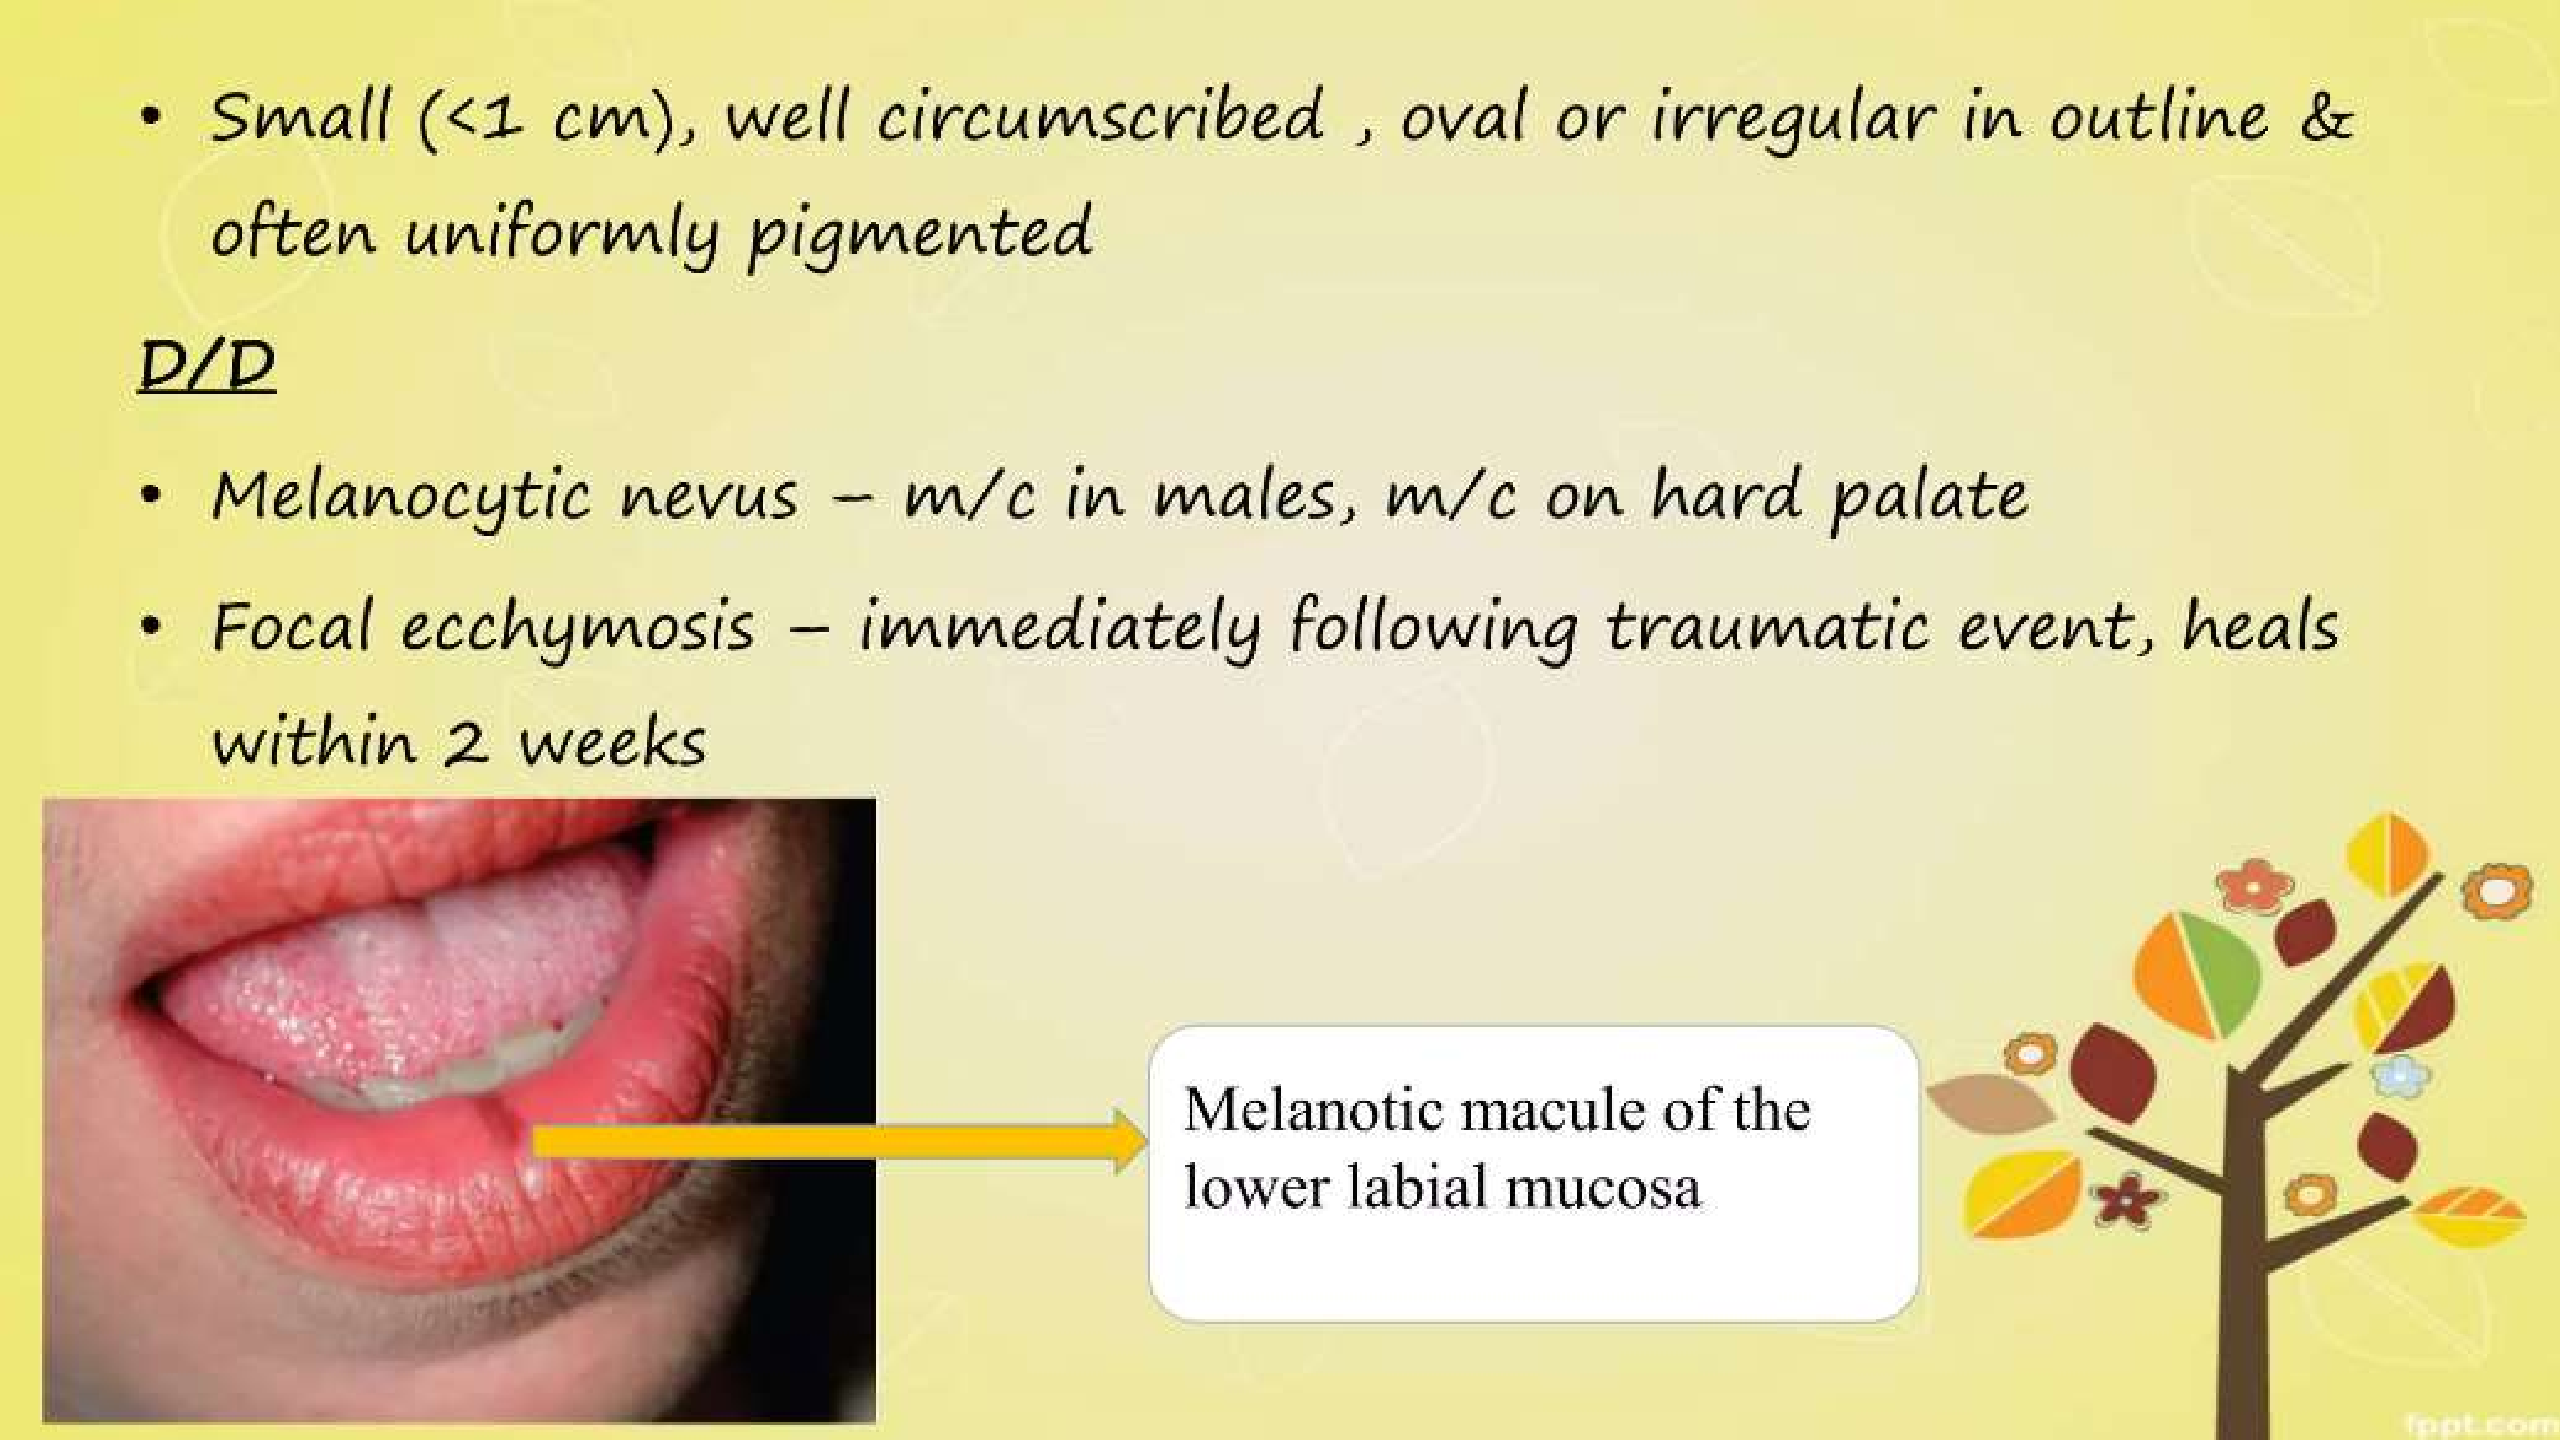 • Small (<1 cm), well circumscribed , oval or irregular in outline &
often uniformly pigmented
D/D
• Melanocytic nevus – m/c in males, m/c on hard palate
• Focal ecchymosis – immediately following traumatic event, heals
within 2 weeks
Melanotic macule of the
lower labial mucosa
fppt.com